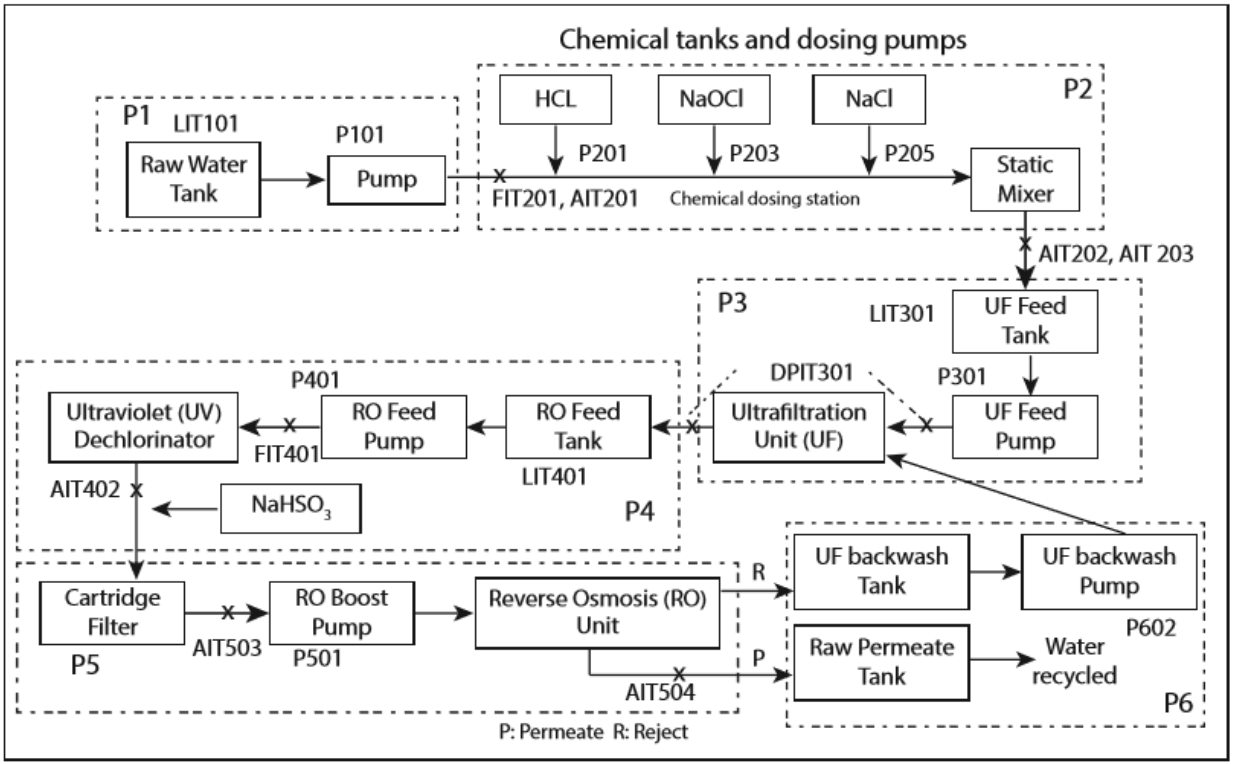 Chemical tanks and dosing pumps
P1
LIT101
Raw Water
Tank
P101
Pump
P2
HCL
NaOCl
NaCl
P201
P203
P205
FIT201, AIT201
Chemical dosing station
Static
Mixer
AIT202, AIT 203
P3
LIT301
UF Feed
Tank
P301
UF Feed
Pump
DPIT301
Ultrafiltration
Unit (UF)
P401
RO Feed
Tank
LIT401
RO Feed
Pump
FIT401
Ultraviolet (UV)
Dechlorinator
AIT402
NaHSO₃
P4
Cartridge
Filter
P5
AIT503
RO Boost
Pump
P501
Reverse Osmosis (RO)
Unit
R
P
AIT504
UF backwash
Tank
UF backwash
Pump
P602
Raw Permeate
Tank
Water
recycled
P6
P: Permeate R: Reject